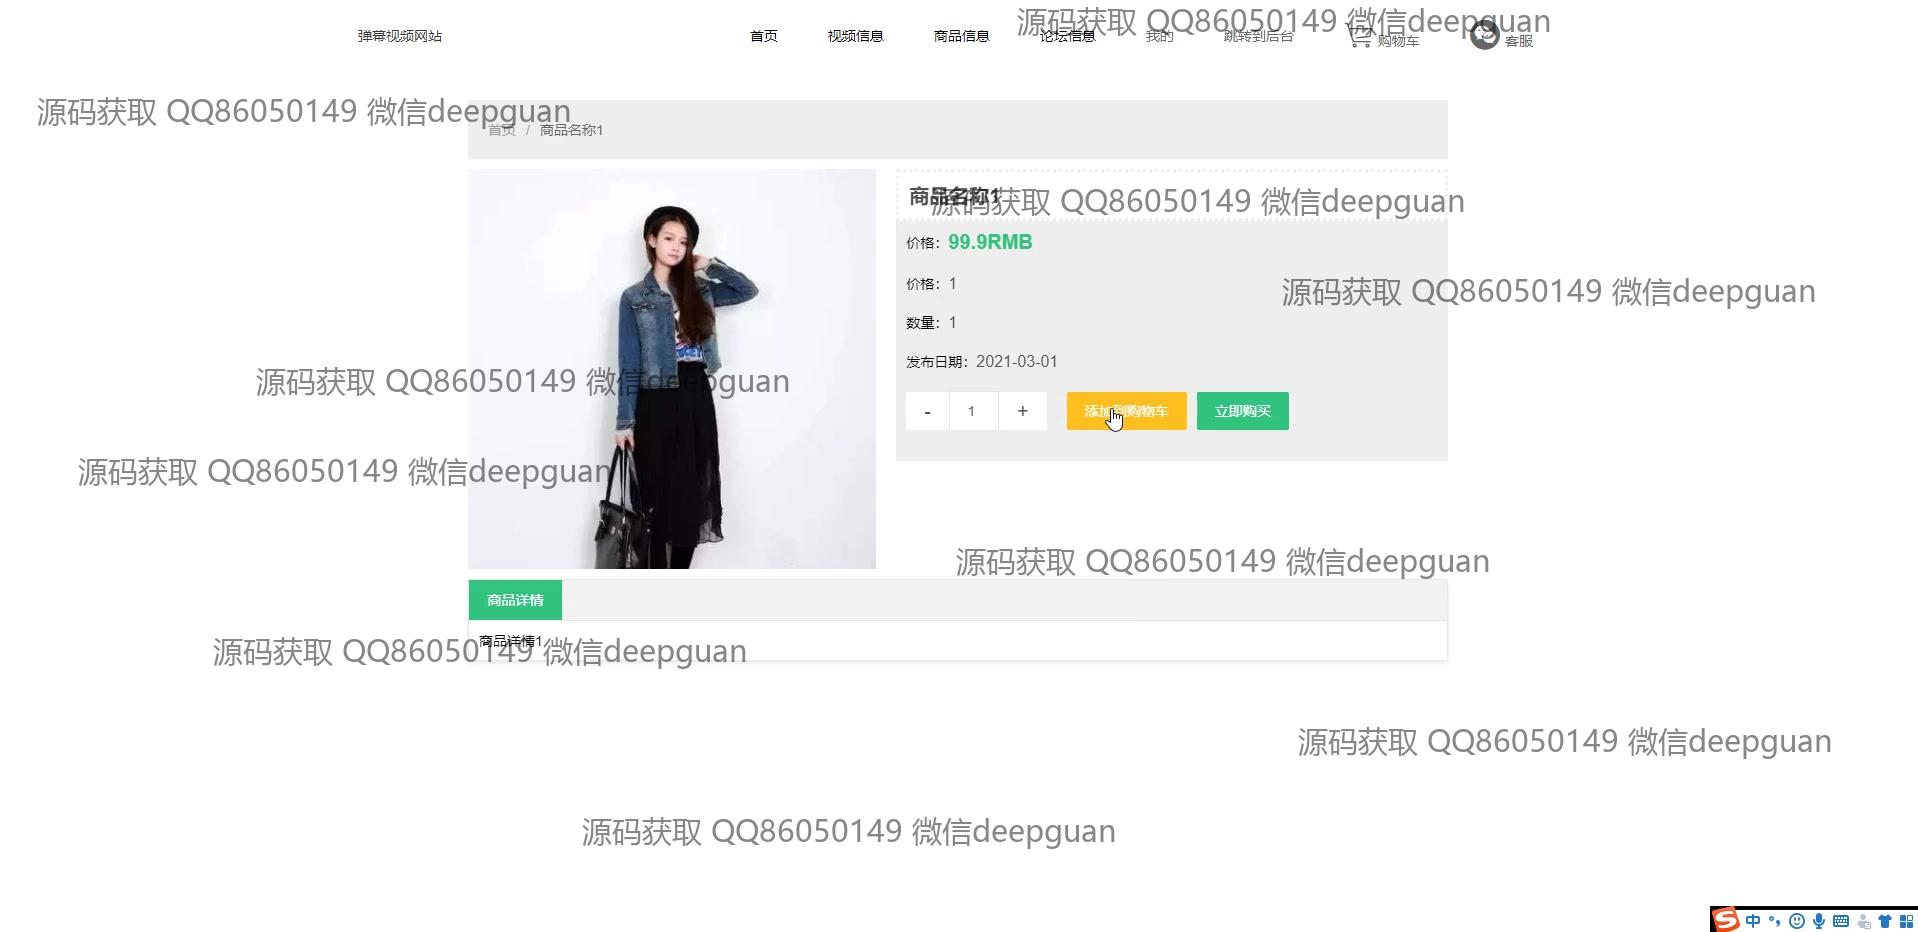 弹幕视频网站 首页 视频信息 商品信息 论坛信息 我的 跳转到后台 购物车 客服
源码获取 QQ86050149 微信deepguan
源码获取 QQ86050149 微信deepguan
首页 / 商品名称1
商品名称1
源码获取 QQ86050149 微信deepguan
价格：99.9RMB
价格：1
源码获取 QQ86050149 微信deepguan
数量：1
发布日期：2021-03-01
源码获取 QQ86050149 微信deepguan
- 1 + 添加到购物车 立即购买
源码获取 QQ86050149 微信deepguan
源码获取 QQ86050149 微信deepguan
商品详情
商品详情1
源码获取 QQ86050149 微信deepguan
源码获取 QQ86050149 微信deepguan
源码获取 QQ86050149 微信deepguan
S 中